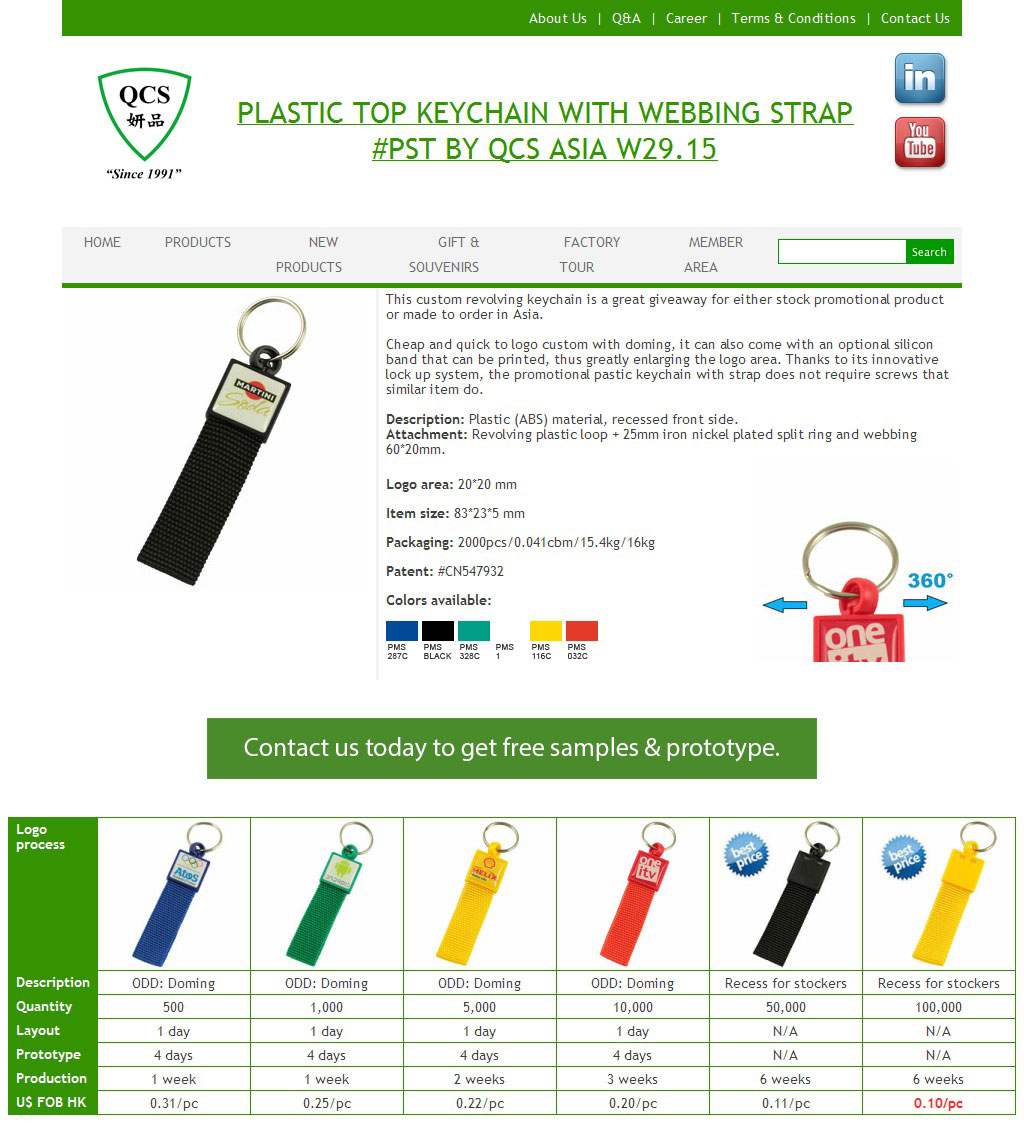 About Us | Q&A | Career | Terms & Conditions | Contact Us
QCS
妍品
“Since 1991”
PLASTIC TOP KEYCHAIN WITH WEBBING STRAP
#PST BY QCS ASIA W29.15
in
You
Tube
HOME PRODUCTS NEW PRODUCTS GIFT & SOUVENIRS FACTORY TOUR MEMBER AREA Search
MARTINI
Soda
This custom revolving keychain is a great giveaway for either stock promotional product
or made to order in Asia.
Cheap and quick to logo custom with doming, it can also come with an optional silicon
band that can be printed, thus greatly enlarging the logo area. Thanks to its innovative
lock up system, the promotional pastic keychain with strap does not require screws that
similar item do.
Description: Plastic (ABS) material, recessed front side.
Attachment: Revolving plastic loop + 25mm iron nickel plated split ring and webbing
60*20mm.
Logo area: 20*20 mm
Item size: 83*23*5 mm
Packaging: 2000pcs/0.041cbm/15.4kg/16kg
Patent: #CN547932
Colors available:
PMS 287C PMS BLACK PMS 328C PMS 1 PMS 116C PMS 032C
360°
one
itv
Contact us today to get free samples & prototype.
Logo
process
AtoS
ANDROID
HELIX
one
itv
best
price
best
price
Description ODD: Doming ODD: Doming ODD: Doming ODD: Doming Recess for stockers Recess for stockers
Quantity 500 1,000 5,000 10,000 50,000 100,000
Layout 1 day 1 day 1 day 1 day N/A N/A
Prototype 4 days 4 days 4 days 4 days N/A N/A
Production 1 week 1 week 2 weeks 3 weeks 6 weeks 6 weeks
U$ FOB HK 0.31/pc 0.25/pc 0.22/pc 0.20/pc 0.11/pc 0.10/pc